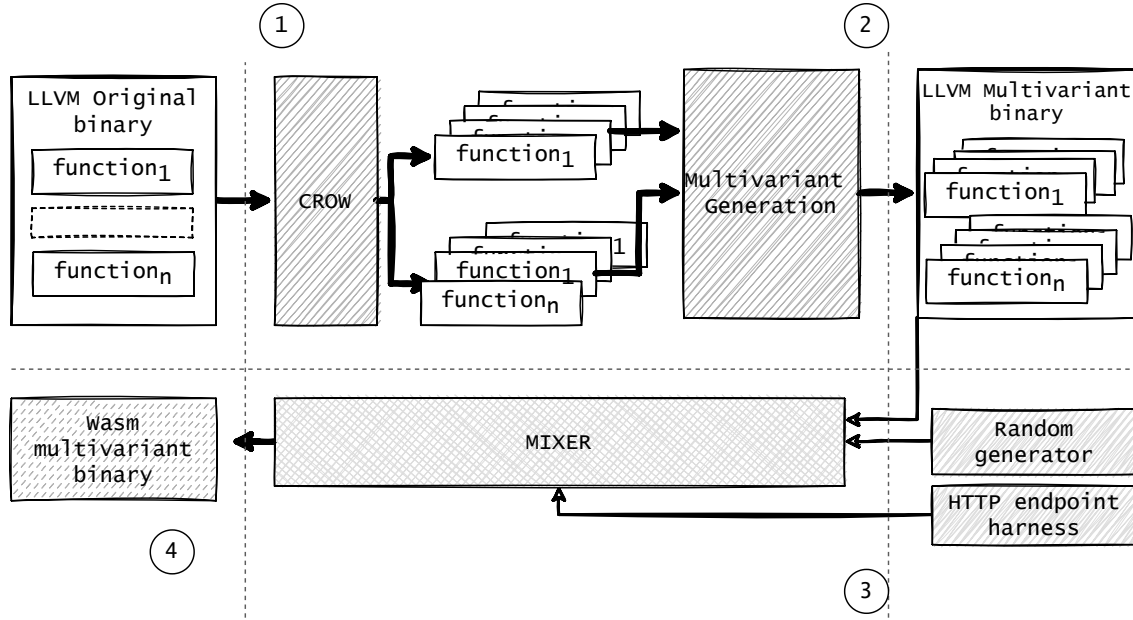 1
2
LLVM Original
binary
function1
functionn
CROW
function1
function1
functionn
Multivariant
Generation
LLVM Multivariant
binary
function1
functionn
Wasm
multivariant
binary
MIXER
Random
generator
HTTP endpoint
harness
4
3